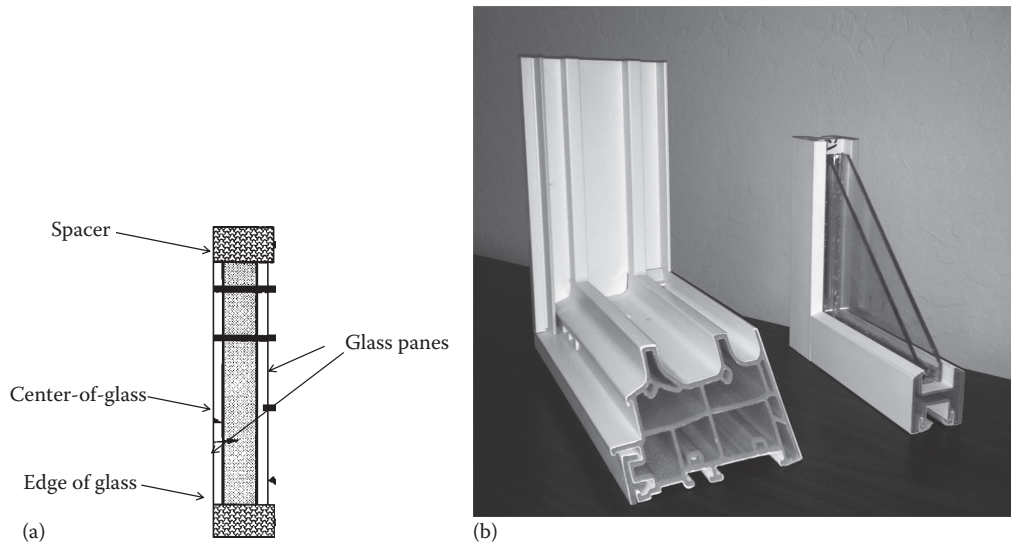 Spacer
Glass panes
Center-of-glass
Edge of glass
(a)
(b)